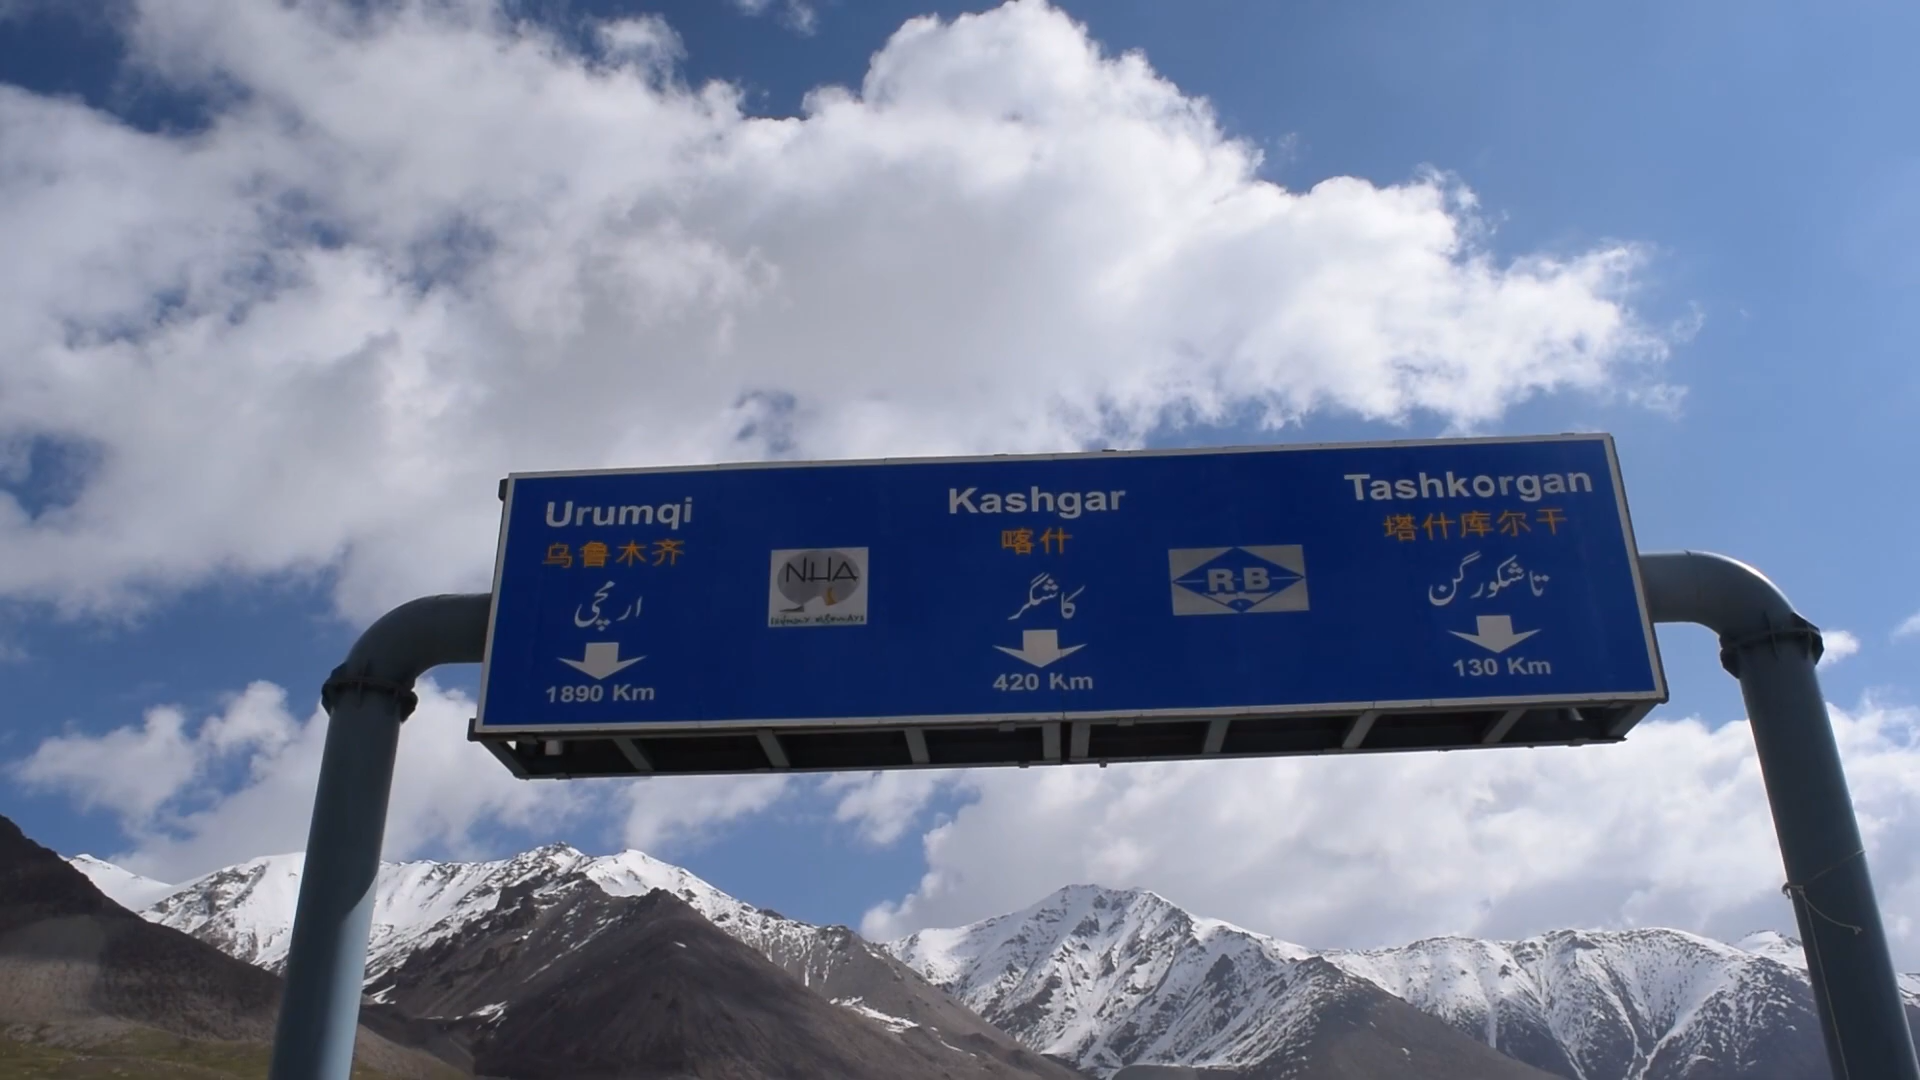 Urumqi
乌鲁木齐
ارمچی
1890 Km
NHA
Kashgar
喀什
کاشگر
420 Km
R-B
Tashkorgan
塔什库尔干
تاشکورگن
130 Km